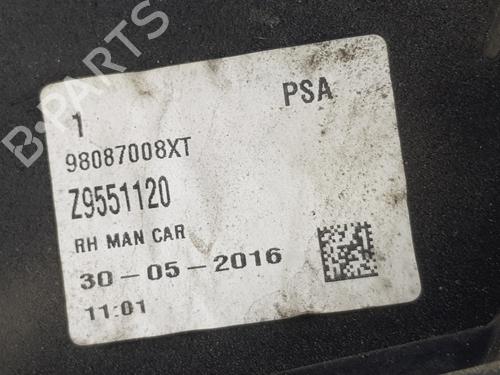 B-PARTS
1
PSA
98087008XT
Z9551120
RH MAN CAR
30-05-2016
11:01